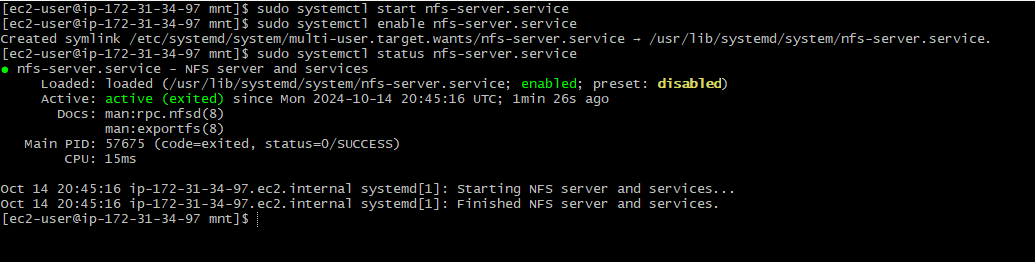 [ec2-user@ip-172-31-34-97 mnt]$ sudo systemctl start nfs-server.service
[ec2-user@ip-172-31-34-97 mnt]$ sudo systemctl enable nfs-server.service
Created symlink /etc/systemd/system/multi-user.target.wants/nfs-server.service → /usr/lib/systemd/system/nfs-server.service.
[ec2-user@ip-172-31-34-97 mnt]$ sudo systemctl status nfs-server.service
● nfs-server.service - NFS server and services
     Loaded: loaded (/usr/lib/systemd/system/nfs-server.service; enabled; preset: disabled)
     Active: active (exited) since Mon 2024-10-14 20:45:16 UTC; 1min 26s ago
       Docs: man:rpc.nfsd(8)
             man:exportfs(8)
   Main PID: 57675 (code=exited, status=0/SUCCESS)
        CPU: 15ms

Oct 14 20:45:16 ip-172-31-34-97.ec2.internal systemd[1]: Starting NFS server and services...
Oct 14 20:45:16 ip-172-31-34-97.ec2.internal systemd[1]: Finished NFS server and services.
[ec2-user@ip-172-31-34-97 mnt]$